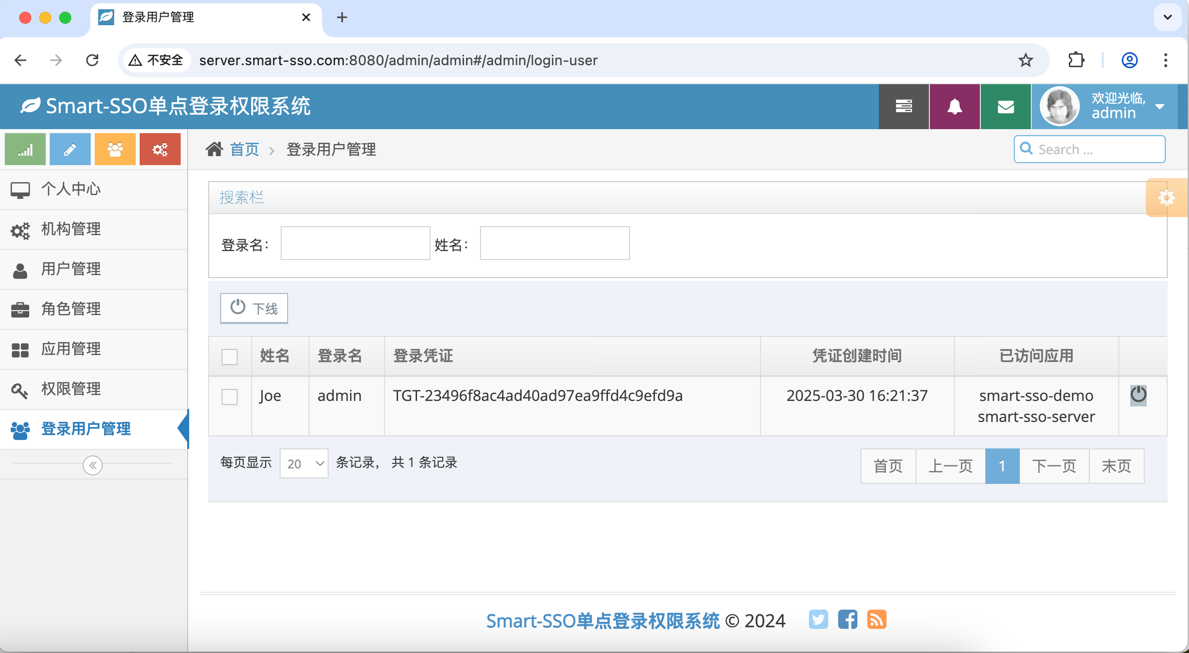 登录用户管理
不安全 server.smart-sso.com:8080/admin/admin#/admin/login-user
Smart-SSO单点登录权限系统
欢迎光临,
admin
首页 登录用户管理
Search ...
个人中心
机构管理
用户管理
角色管理
应用管理
权限管理
登录用户管理
搜索栏
登录名： 姓名：
下线
姓名 登录名 登录凭证 凭证创建时间 已访问应用
Joe admin TGT-23496f8ac4ad40ad97ea9ffd4c9efd9a 2025-03-30 16:21:37 smart-sso-demo
smart-sso-server
每页显示 20 条记录， 共 1 条记录
首页 上一页 1 下一页 末页
Smart-SSO单点登录权限系统 © 2024